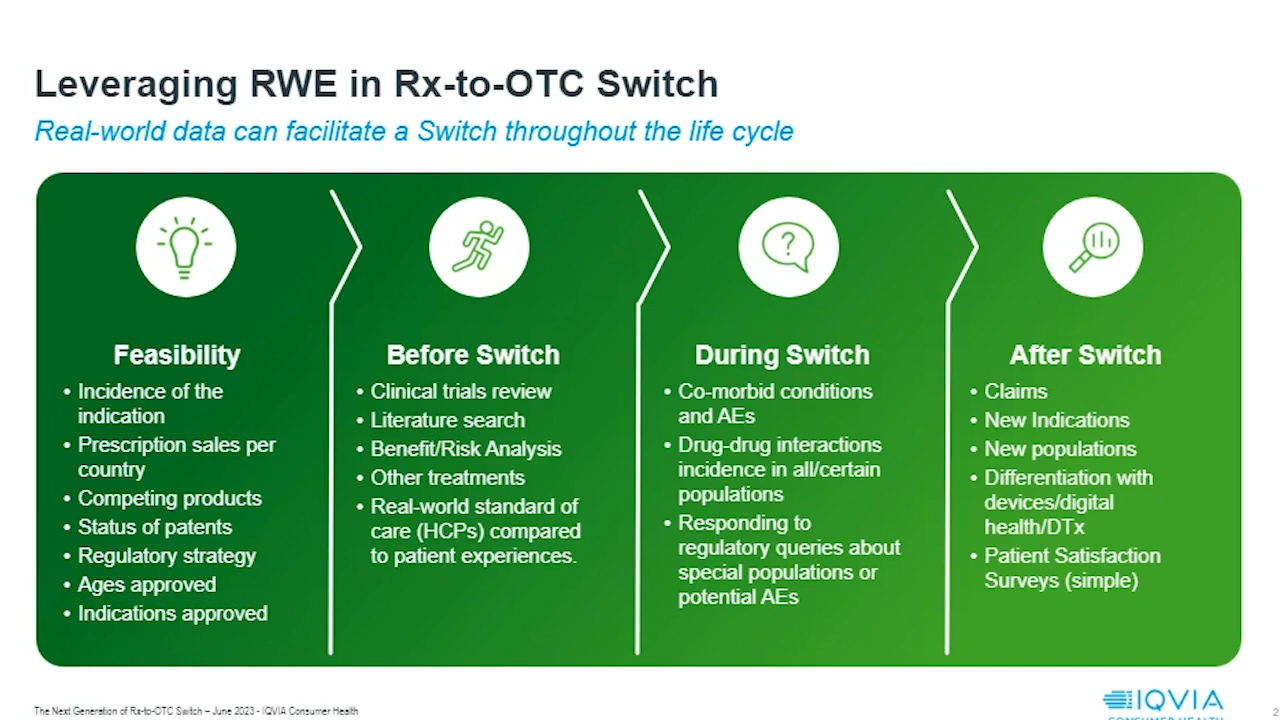 Leveraging RWE in Rx-to-OTC Switch
Real-world data can facilitate a Switch throughout the life cycle
?
Feasibility
• Incidence of the
indication
• Prescription sales per
country
• Competing products
• Status of patents
• Regulatory strategy
• Ages approved
• Indications approved
Before Switch
• Clinical trials review
• Literature search
• Benefit/Risk Analysis
• Other treatments
• Real-world standard of
care (HCPs) compared
to patient experiences.
During Switch
• Co-morbid conditions
and AEs
• Drug-drug interactions
incidence in all/certain
populations
• Responding to
regulatory queries about
special populations or
potential AEs
After Switch
• Claims
• New Indications
• New populations
• Differentiation with
devices/digital
health/DTx
• Patient Satisfaction
Surveys (simple)
The Next Generation of Rx-to-OTC Switch – June 2023 - IQVIA Consumer Health
IQVIA
CONSUMER HEALTH
2